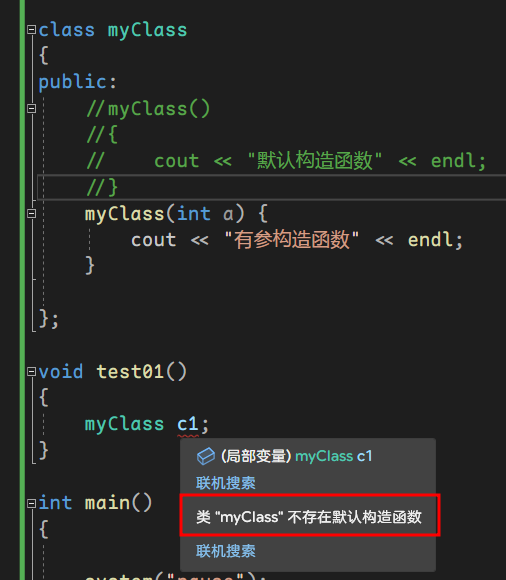 class myClass
{
public:
//myClass()
//{
//    cout << "默认构造函数" << endl;
//}
myClass(int a) {
cout << "有参构造函数" << endl;
}
};
void test01()
{
myClass c1;
}
(局部变量) myClass c1
联机搜索
类 "myClass" 不存在默认构造函数
联机搜索
int main()
{
system("pause");